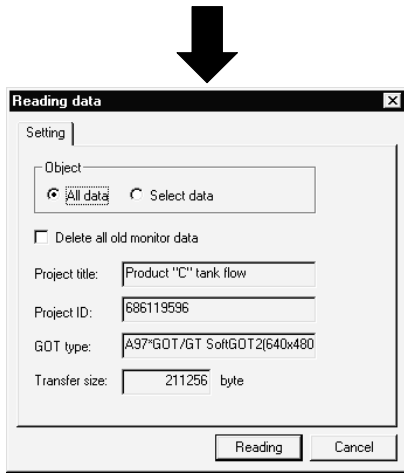 Reading data
Setting
Object
All data Select data
Delete all old monitor data
Project title: Product "C" tank flow
Project ID: 686119596
GOT type: A97*GOT/GT SoftGOT2(640x480
Transfer size: 211256 byte
Reading Cancel